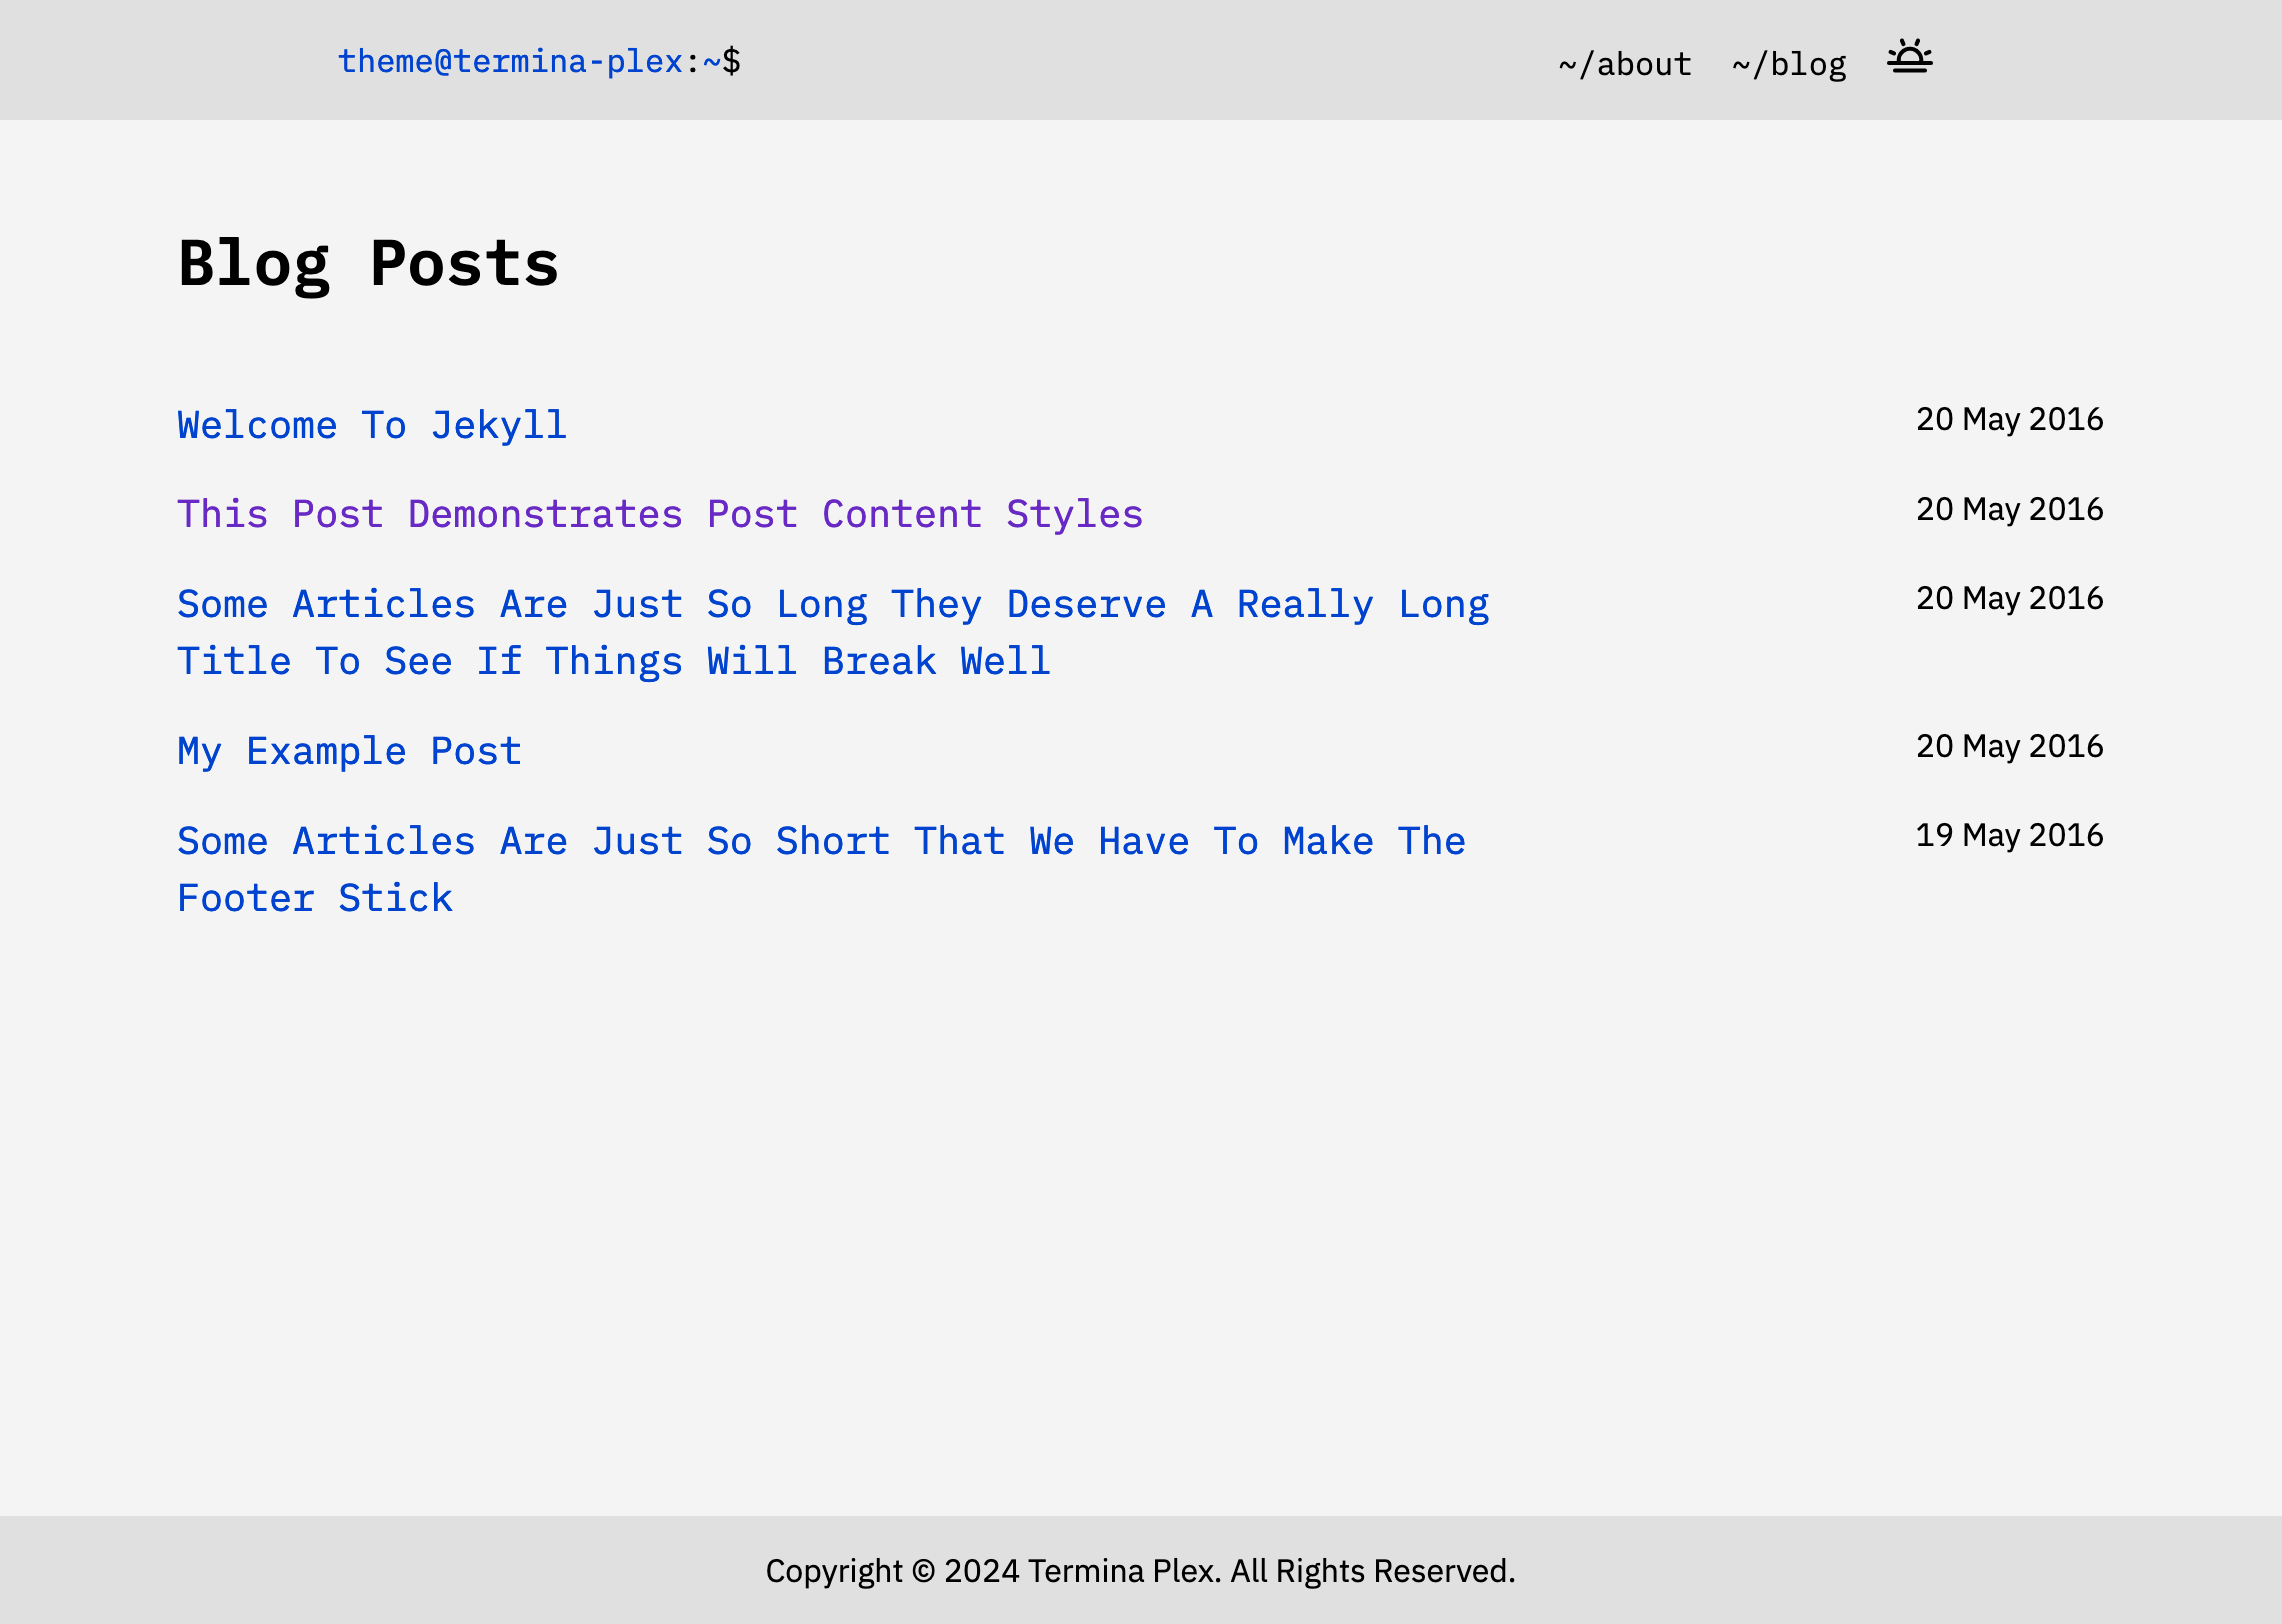 theme@termina-plex:~$ ~/about ~/blog
Blog Posts
Welcome To Jekyll 20 May 2016
This Post Demonstrates Post Content Styles 20 May 2016
Some Articles Are Just So Long They Deserve A Really Long 20 May 2016
Title To See If Things Will Break Well
My Example Post 20 May 2016
Some Articles Are Just So Short That We Have To Make The 19 May 2016
Footer Stick
Copyright © 2024 Termina Plex. All Rights Reserved.